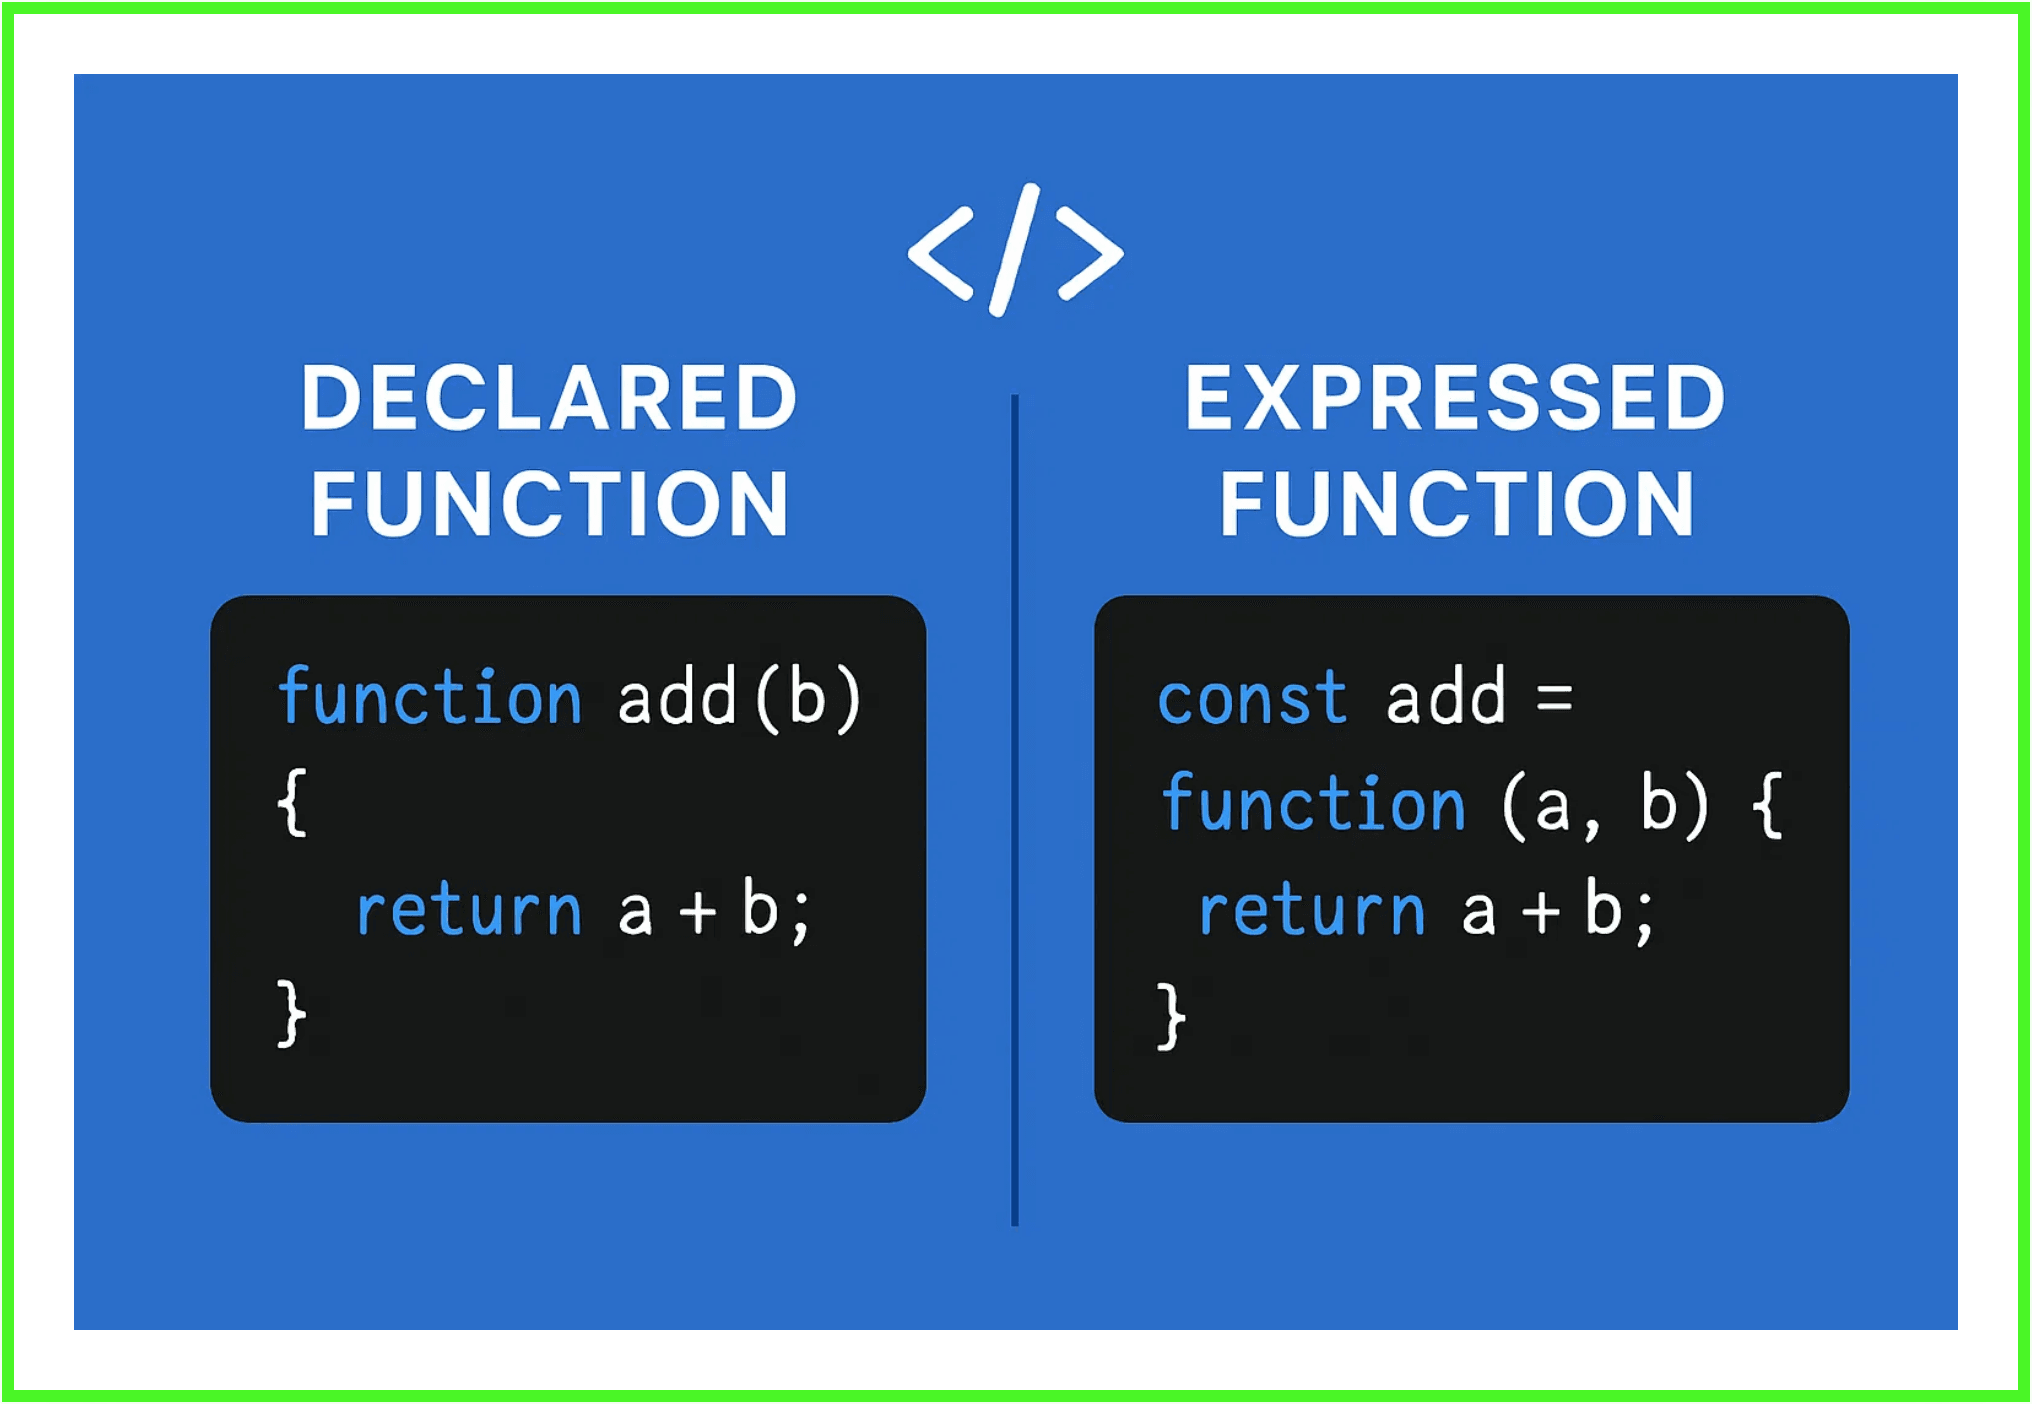 </>
DECLARED
FUNCTION
function add(b)
{
return a + b;
}
EXPRESSED
FUNCTION
const add =
function (a, b) {
return a + b;
}